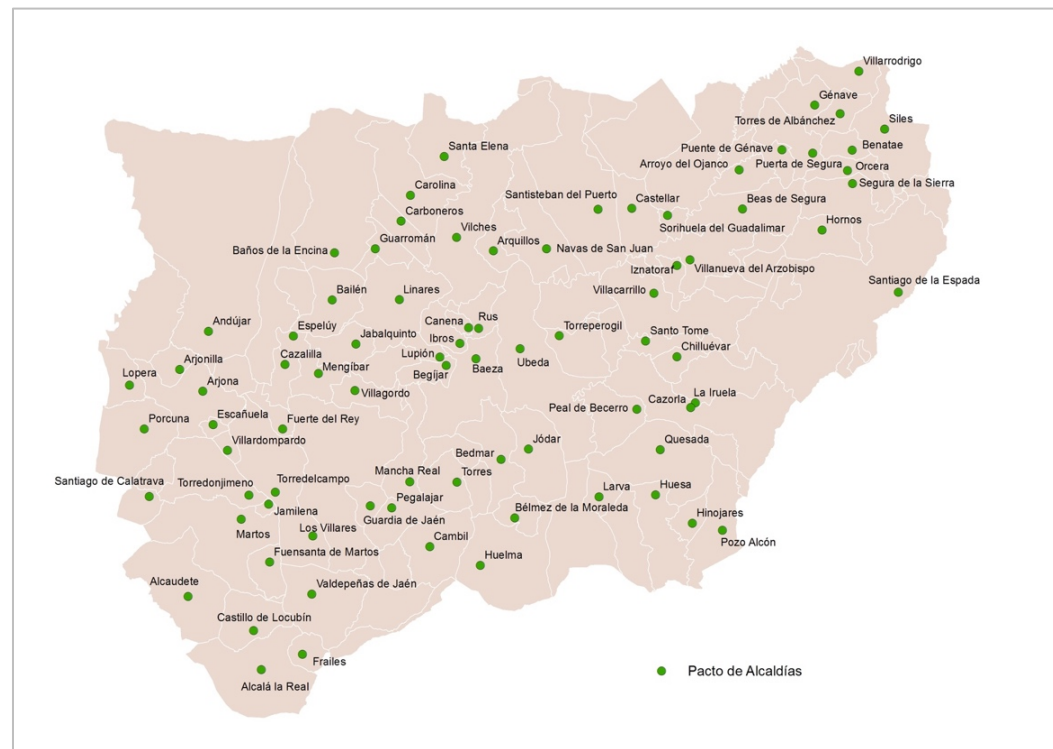 Villarrodrigo
Génave
Torres de Albánchez
Siles
Santa Elena
Puente de Génave
Benatae
Arroyo del Ojanco
Puerta de Segura
Orcera
Segura de la Sierra
Carolina
Santisteban del Puerto
Castellar
Beas de Segura
Carboneros
Vilches
Sorihuela del Guadalimar
Hornos
Guarromán
Arquillos
Baños de la Encina
Navas de San Juan
Iznatoraf
Villanueva del Arzobispo
Santiago de la Espada
Bailén
Linares
Villacarrillo
Andújar
Espelúy
Canena
Rus
Torreperogil
Santo Tome
Jabalquinto
Ibros
Chilluévar
Cazalilla
Lupión
Ubeda
Arjonilla
Mengíbar
Begíjar
Baeza
Lopera
Arjona
Villagordo
La Iruela
Cazorla
Peal de Becerro
Porcuna
Escañuela
Fuerte del Rey
Villardompardo
Jódar
Quesada
Bedmar
Santiago de Calatrava
Torredonjimeno
Torredelcampo
Mancha Real
Torres
Larva
Huesa
Jamilena
Pegalajar
Guardia de Jaén
Bélmez de la Moraleda
Hinojares
Martos
Los Villares
Pozo Alcón
Cambil
Fuensanta de Martos
Huelma
Alcaudete
Valdepeñas de Jaén
Castillo de Locubín
Frailes
Alcalá la Real
Pacto de Alcaldías